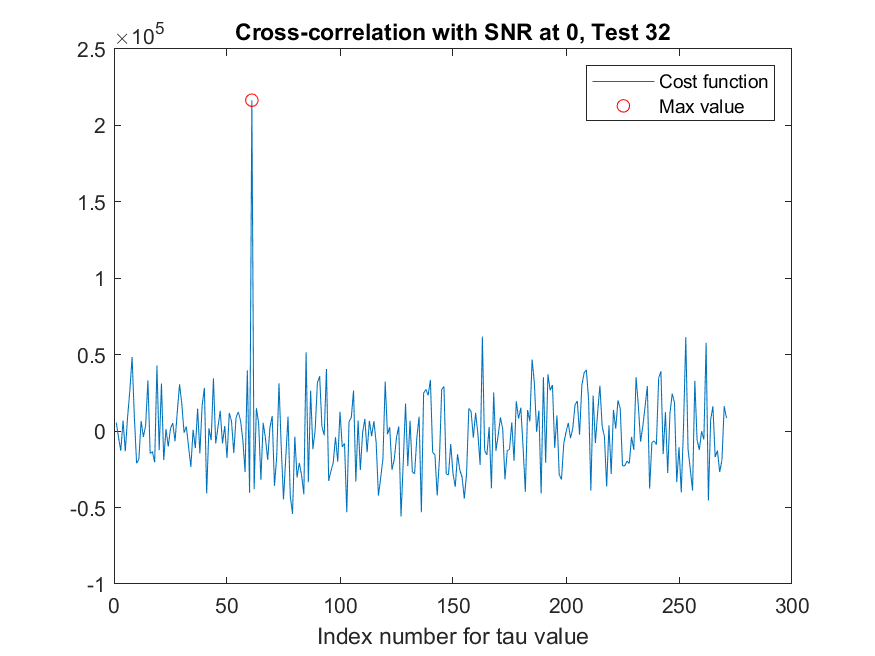 Cross-correlation with SNR at 0, Test 32
×10^5
2.5
2
1.5
1
0.5
0
-0.5
-1
0 50 100 150 200 250 300
Index number for tau value
Cost function
Max value